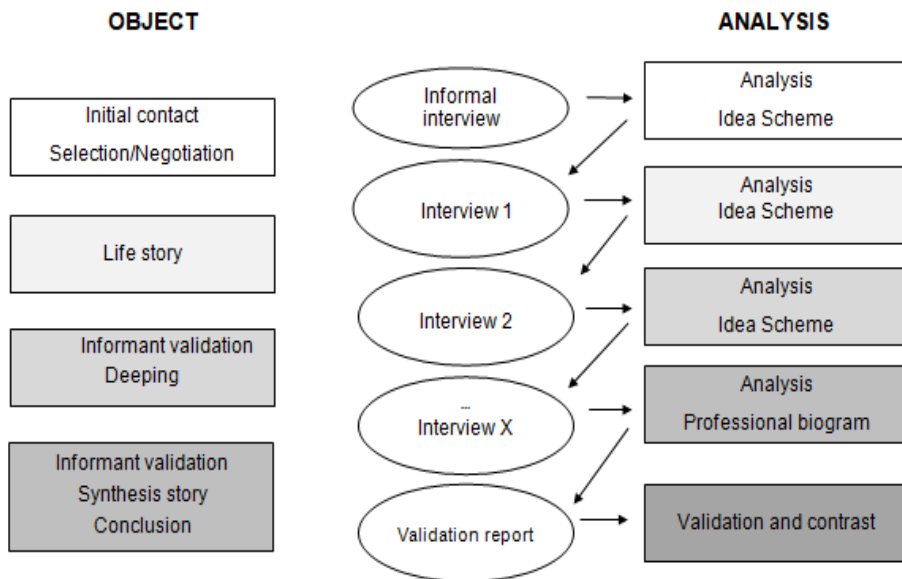 OBJECT
ANALYSIS
Initial contact
Selection/Negotiation
Informal
interview
Analysis
Idea Scheme
Life story
Interview 1
Analysis
Idea Scheme
Informant validation
Deeping
Interview 2
Analysis
Idea Scheme
Informant validation
Synthesis story
Conclusion
...
Interview X
Analysis
Professional biogram
Validation report
Validation and contrast